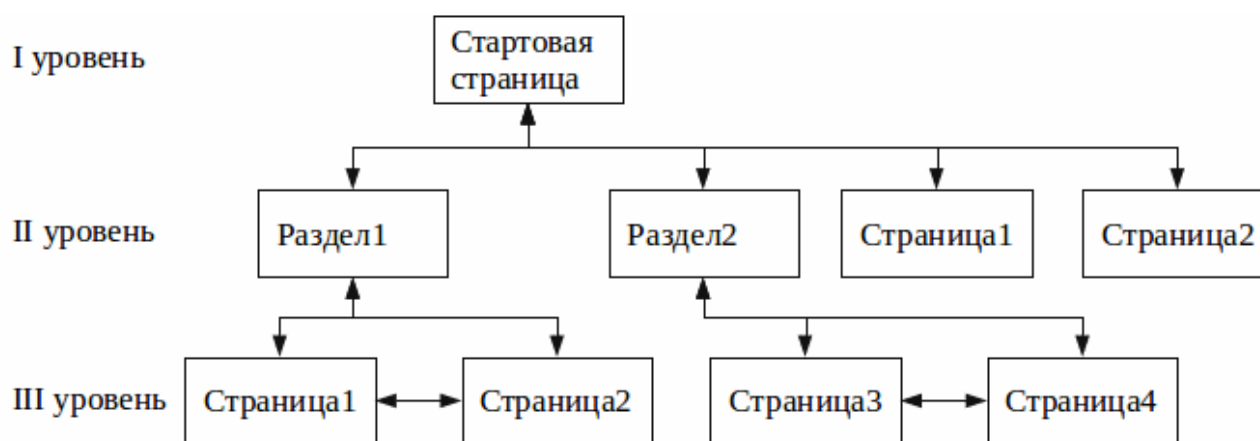 I уровень
Стартовая
страница
II уровень
Раздел1
Раздел2
Страница1
Страница2
III уровень
Страница1
Страница2
Страница3
Страница4